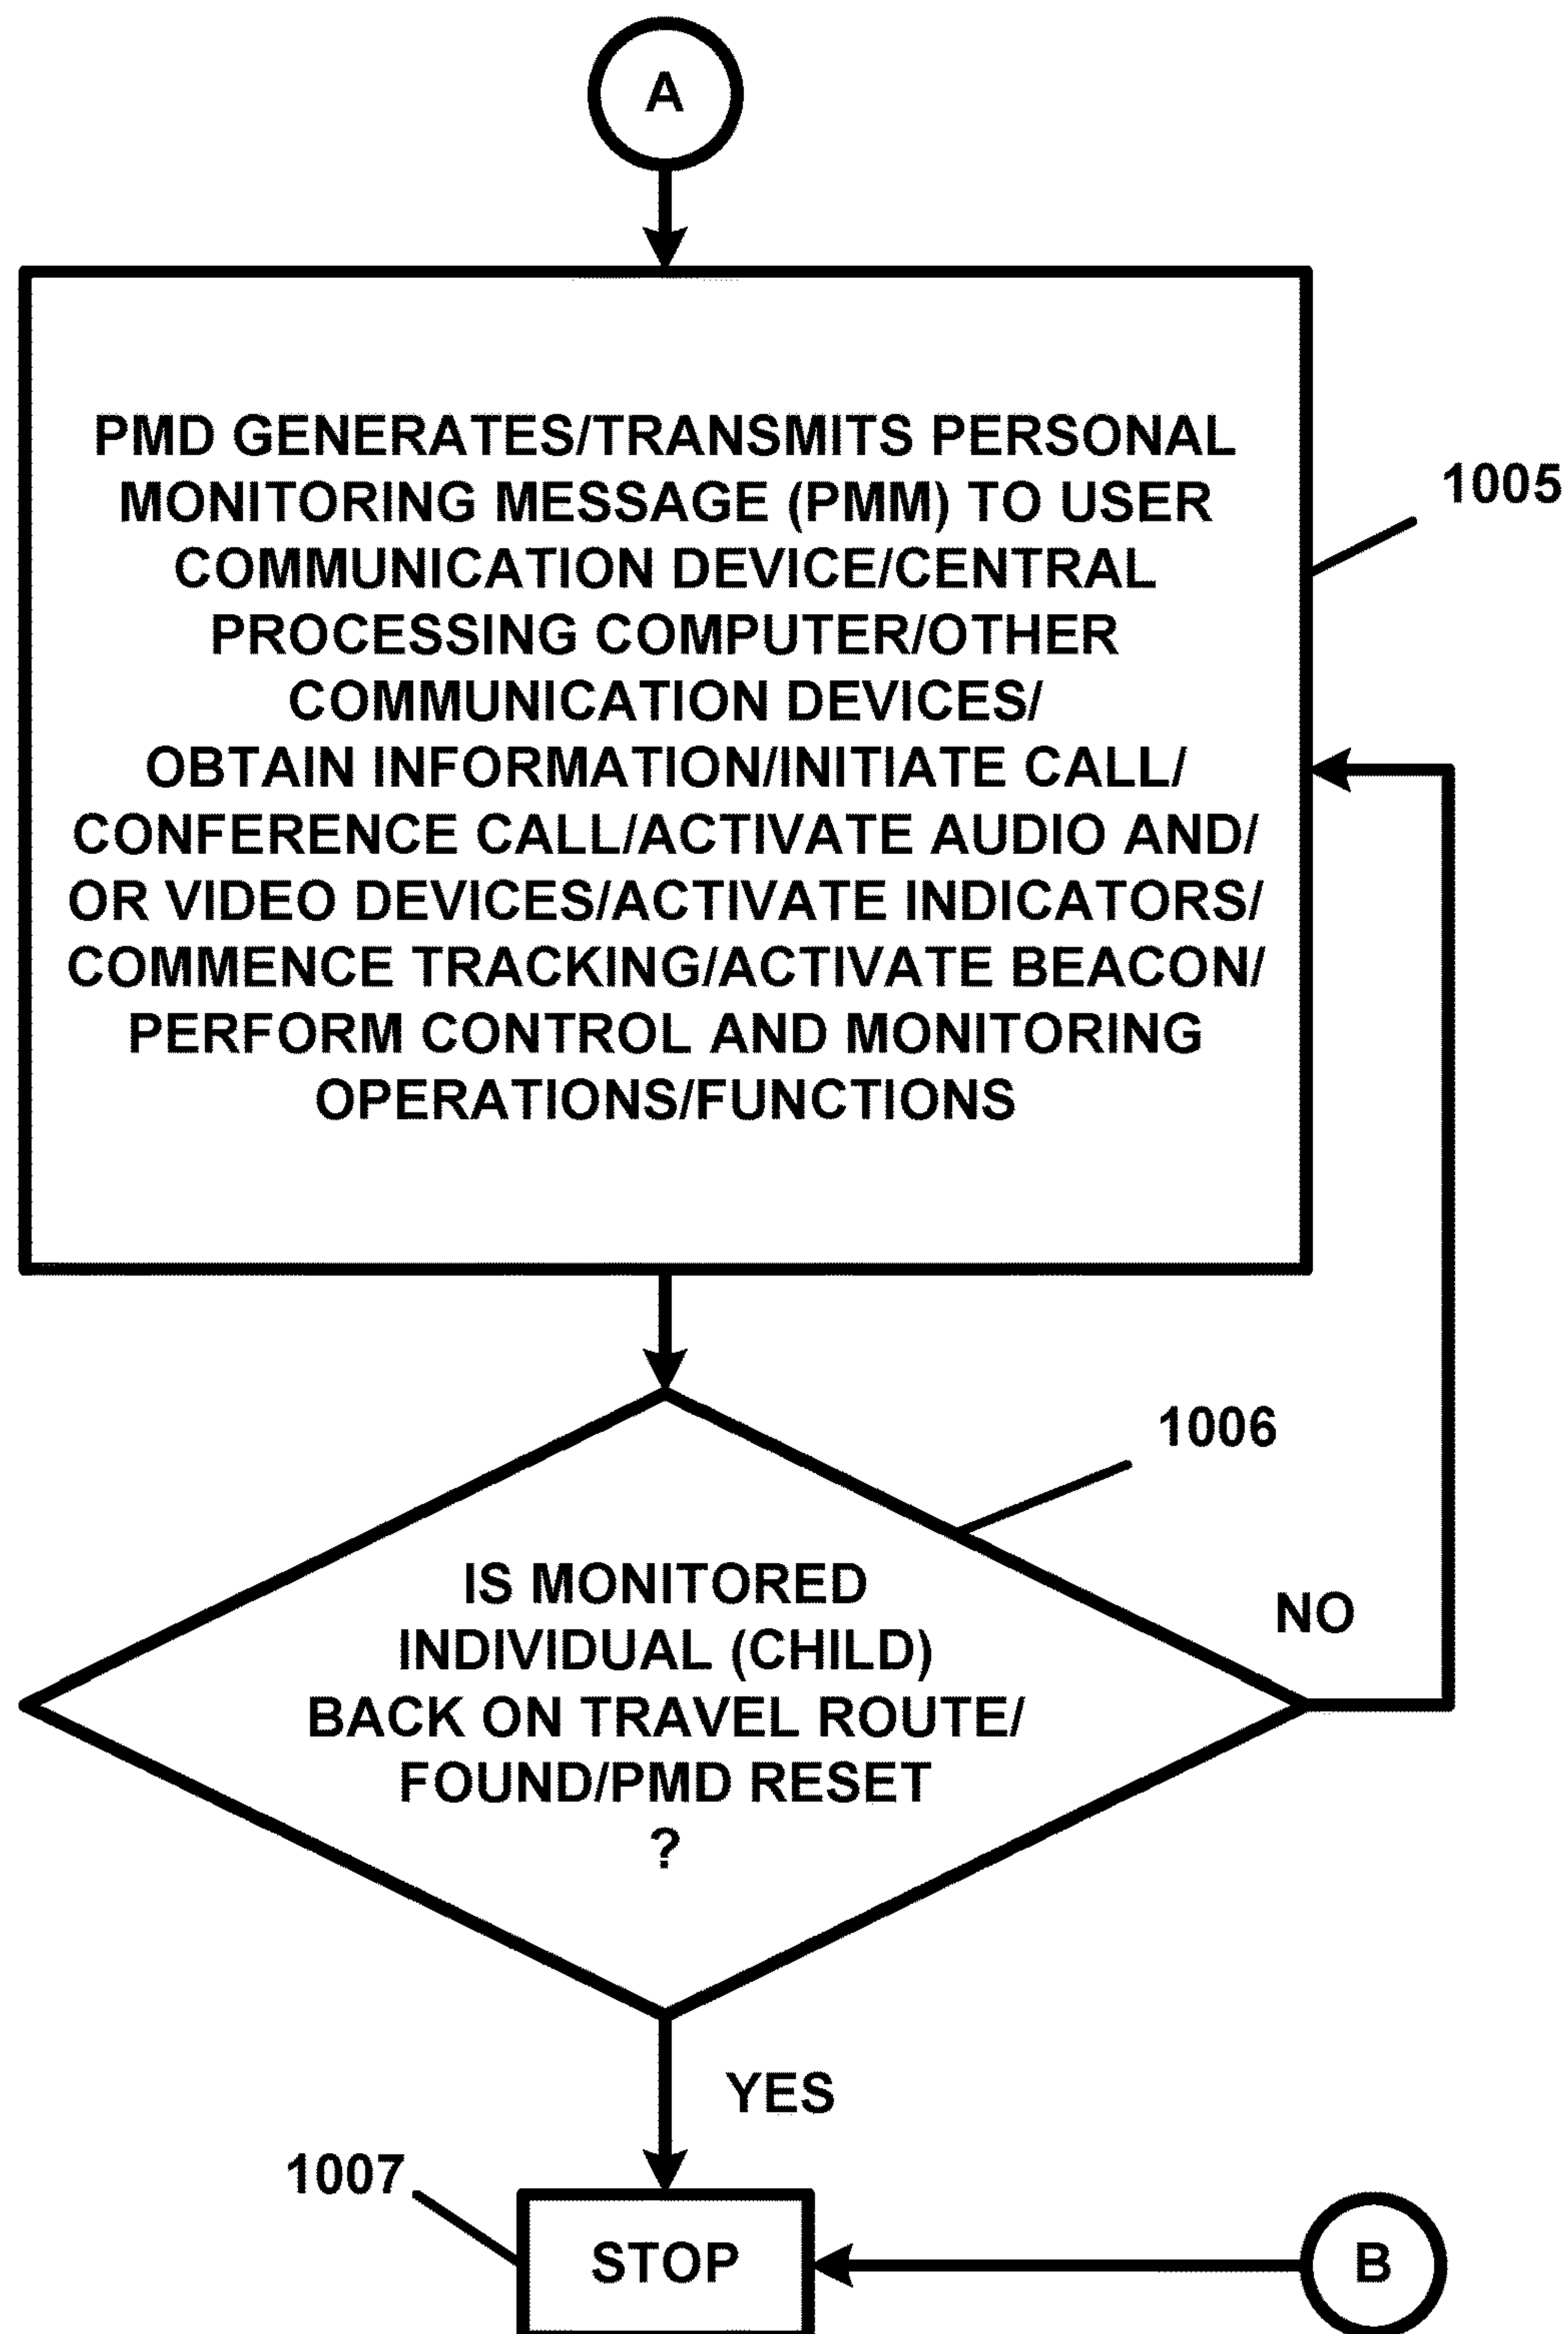 A
PMD GENERATES/TRANSMITS PERSONAL
MONITORING MESSAGE (PMM) TO USER
COMMUNICATION DEVICE/CENTRAL
PROCESSING COMPUTER/OTHER
COMMUNICATION DEVICES/
OBTAIN INFORMATION/INITIATE CALL/
CONFERENCE CALL/ACTIVATE AUDIO AND/
OR VIDEO DEVICES/ACTIVATE INDICATORS/
COMMENCE TRACKING/ACTIVATE BEACON/
PERFORM CONTROL AND MONITORING
OPERATIONS/FUNCTIONS
1005
1006
IS MONITORED
INDIVIDUAL (CHILD)
BACK ON TRAVEL ROUTE/
FOUND/PMD RESET
?
NO
YES
1007
STOP
B